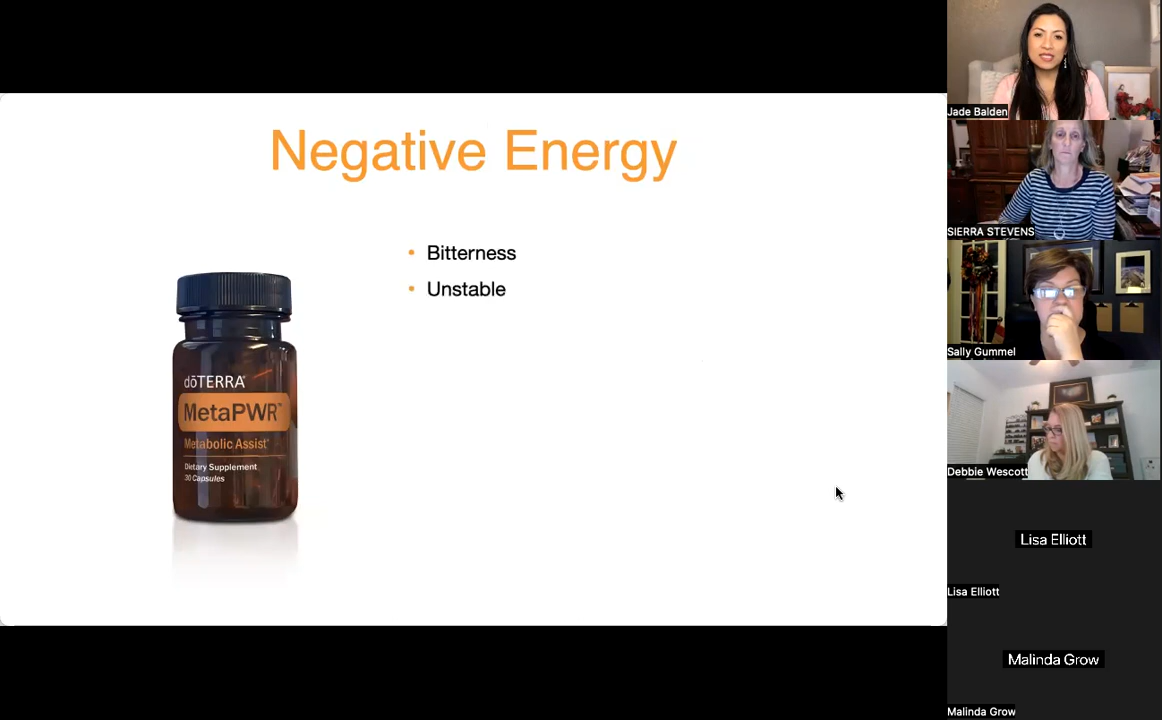 Negative Energy
• Bitterness
• Unstable
dōTERRA®
MetaPWR™
Metabolic Assist®
Dietary Supplement
30 Capsules
Jade Balden
SIERRA STEVENS
Sally Gummel
Debbie Wescott
Lisa Elliott
Lisa Elliott
Malinda Grow
Malinda Grow